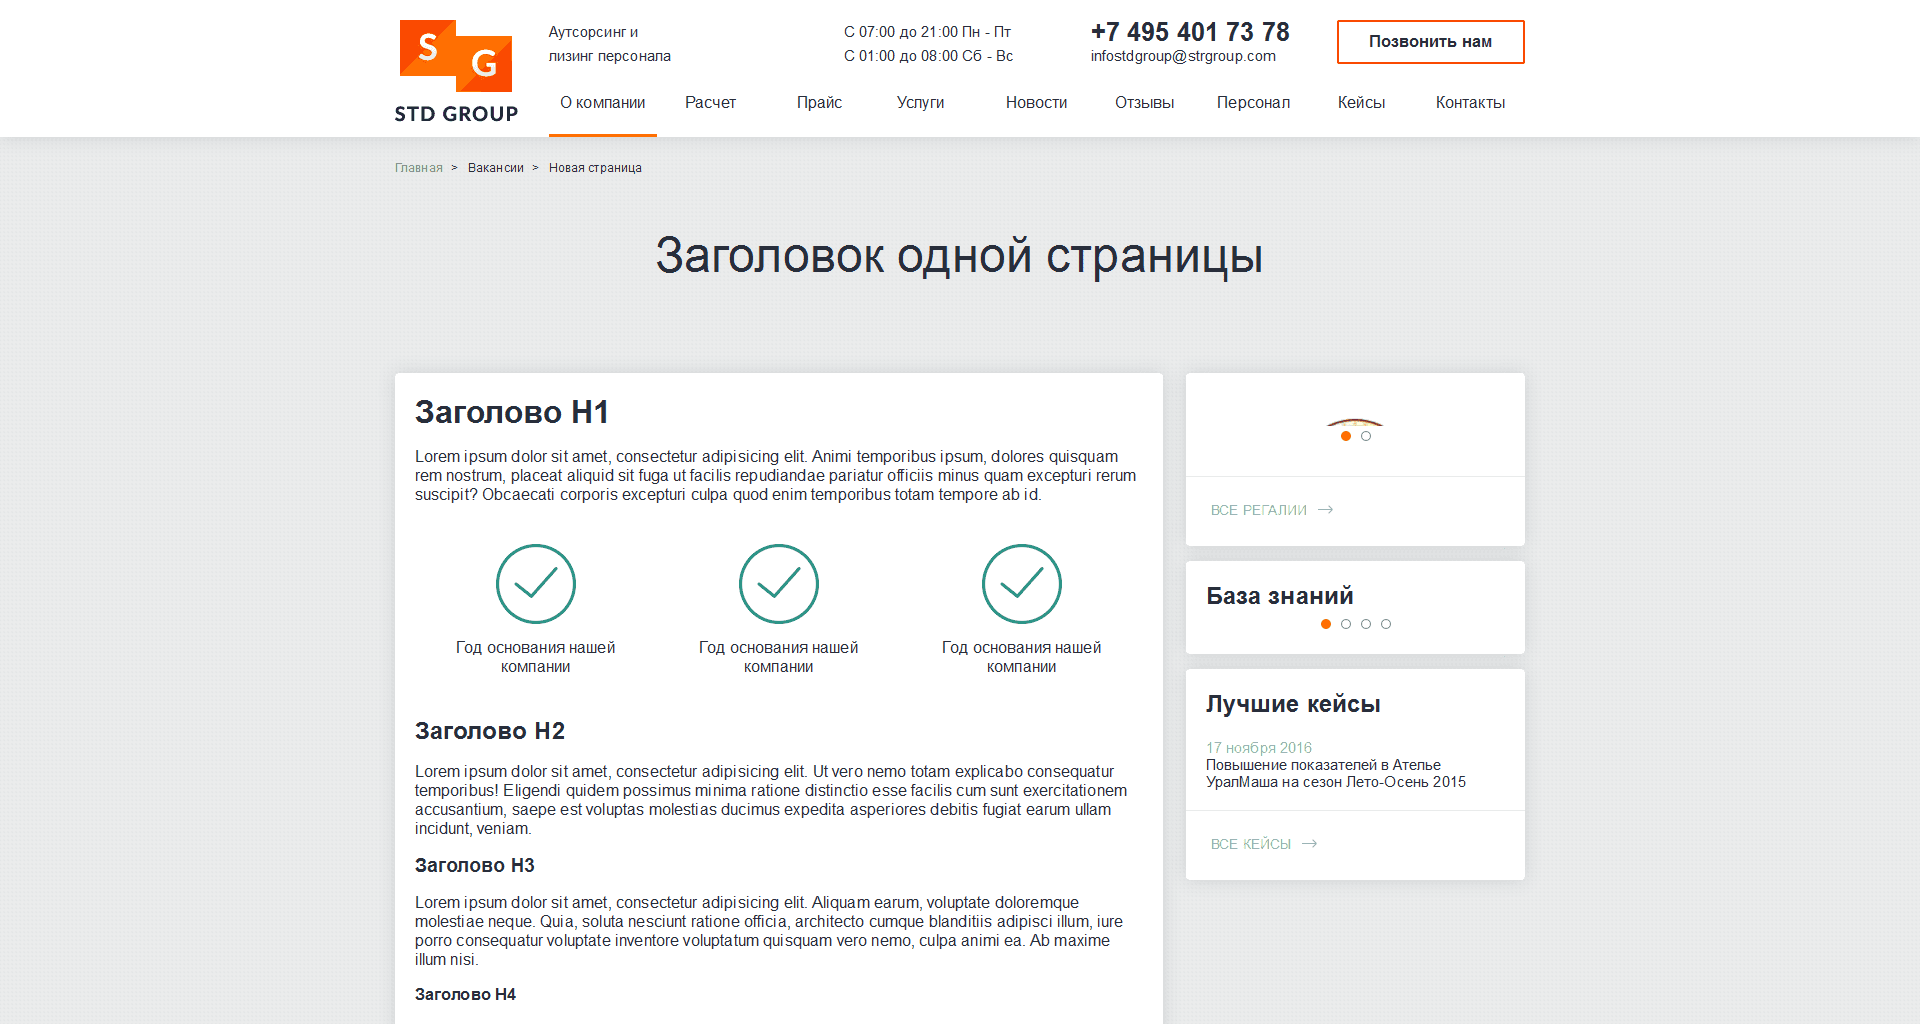 S
G
STD GROUP
Аутсорсинг и
лизинг персонала
С 07:00 до 21:00 Пн - Пт
С 01:00 до 08:00 Сб - Вс
+7 495 401 73 78
infostdgroup@strgroup.com
Позвонить нам
О компании Расчет Прайс Услуги Новости Отзывы Персонал Кейсы Контакты
Главная > Вакансии > Новая страница
Заголовок одной страницы
Заголово H1
Lorem ipsum dolor sit amet, consectetur adipisicing elit. Animi temporibus ipsum, dolores quisquam
rem nostrum, placeat aliquid sit fuga ut facilis repudiandae pariatur officiis minus quam excepturi rerum
suscipit? Obcaecati corporis excepturi culpa quod enim temporibus totam tempore ab id.
Год основания нашей
компании
Год основания нашей
компании
Год основания нашей
компании
Заголово H2
Lorem ipsum dolor sit amet, consectetur adipisicing elit. Ut vero nemo totam explicabo consequatur
temporibus! Eligendi quidem possimus minima ratione distinctio esse facilis cum sunt exercitationem
accusantium, saepe est voluptas molestias ducimus expedita asperiores debitis fugiat earum ullam
incidunt, veniam.
Заголово H3
Lorem ipsum dolor sit amet, consectetur adipisicing elit. Aliquam earum, voluptate doloremque
molestiae neque. Quia, soluta nesciunt ratione officia, architecto cumque blanditiis adipisci illum, iure
porro consequatur voluptate inventore voluptatum quisquam vero nemo, culpa animi ea. Ab maxime
illum nisi.
Заголово H4
ВСЕ РЕГАЛИИ
База знаний
Лучшие кейсы
17 ноября 2016
Повышение показателей в Ателье
УралМаша на сезон Лето-Осень 2015
ВСЕ КЕЙСЫ